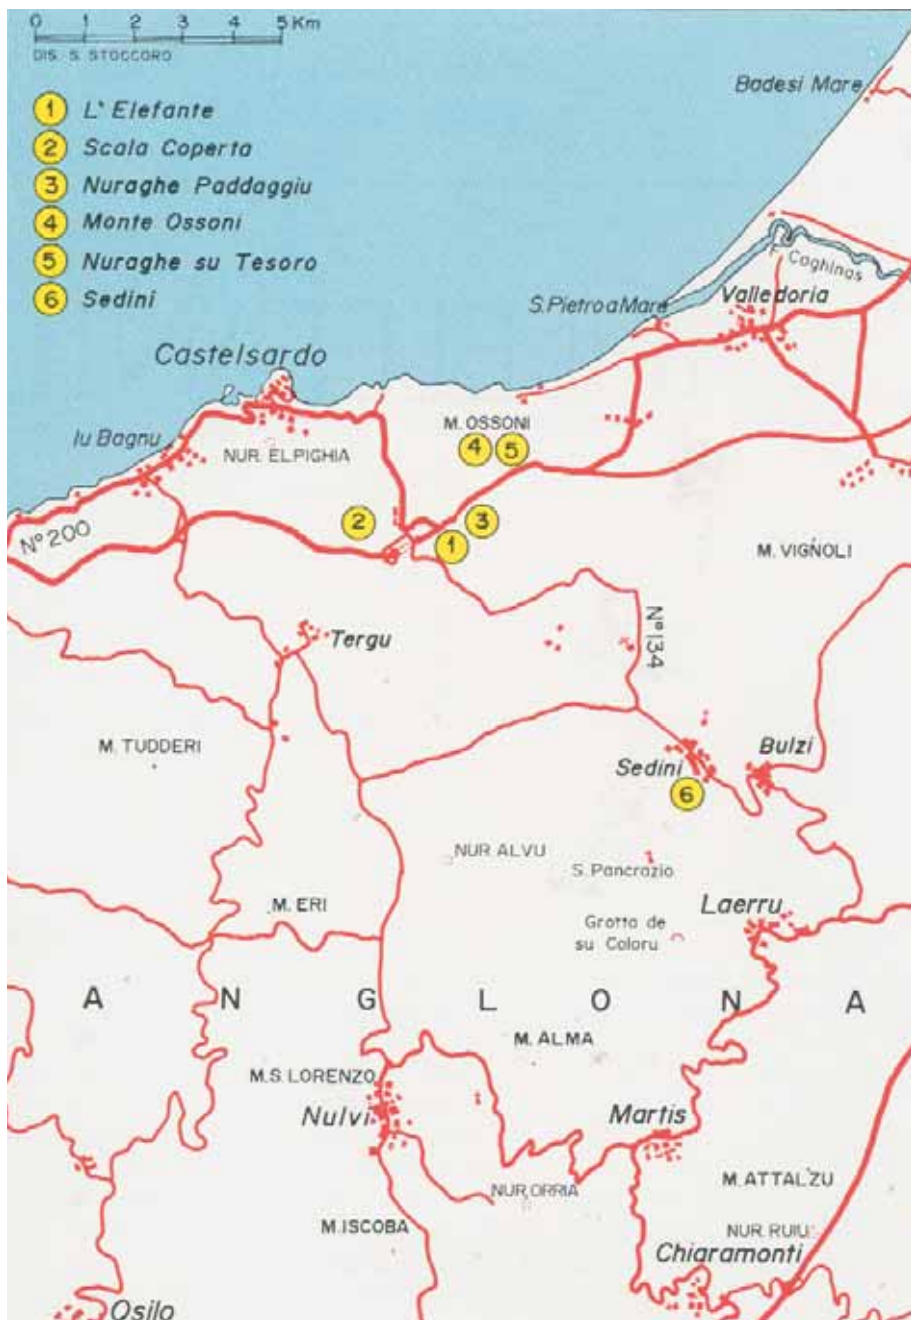 0 1 2 3 4 5 Km
DIS. S. STOCCORO
1 L'Elefante
2 Scala Coperta
3 Nuraghe Paddaggiu
4 Monte Ossoni
5 Nuraghe su Tesoro
6 Sedini
Badesi Mare
F. Coghinas
Valledoria
S. Pietro a Mare
Castelsardo
M. OSSONI
lu Bagnu
NUR. ELPIGHIA
4 5
N° 200
2
3
1
M. VIGNOLI
N° 134
Tergu
M. TUDDERI
Sedini
Bulzi
6
NUR. ALVU
S. Pancrazio
M. ERI
Laerru
Grotta de
su Coloru
A N G L O N A
M. ALMA
M. S. LORENZO
Nulvi
Martis
M. ATTALZU
NUR. ORRIA
M. ISCOBA
NUR. RUIU
Chiaramonti
Osilo